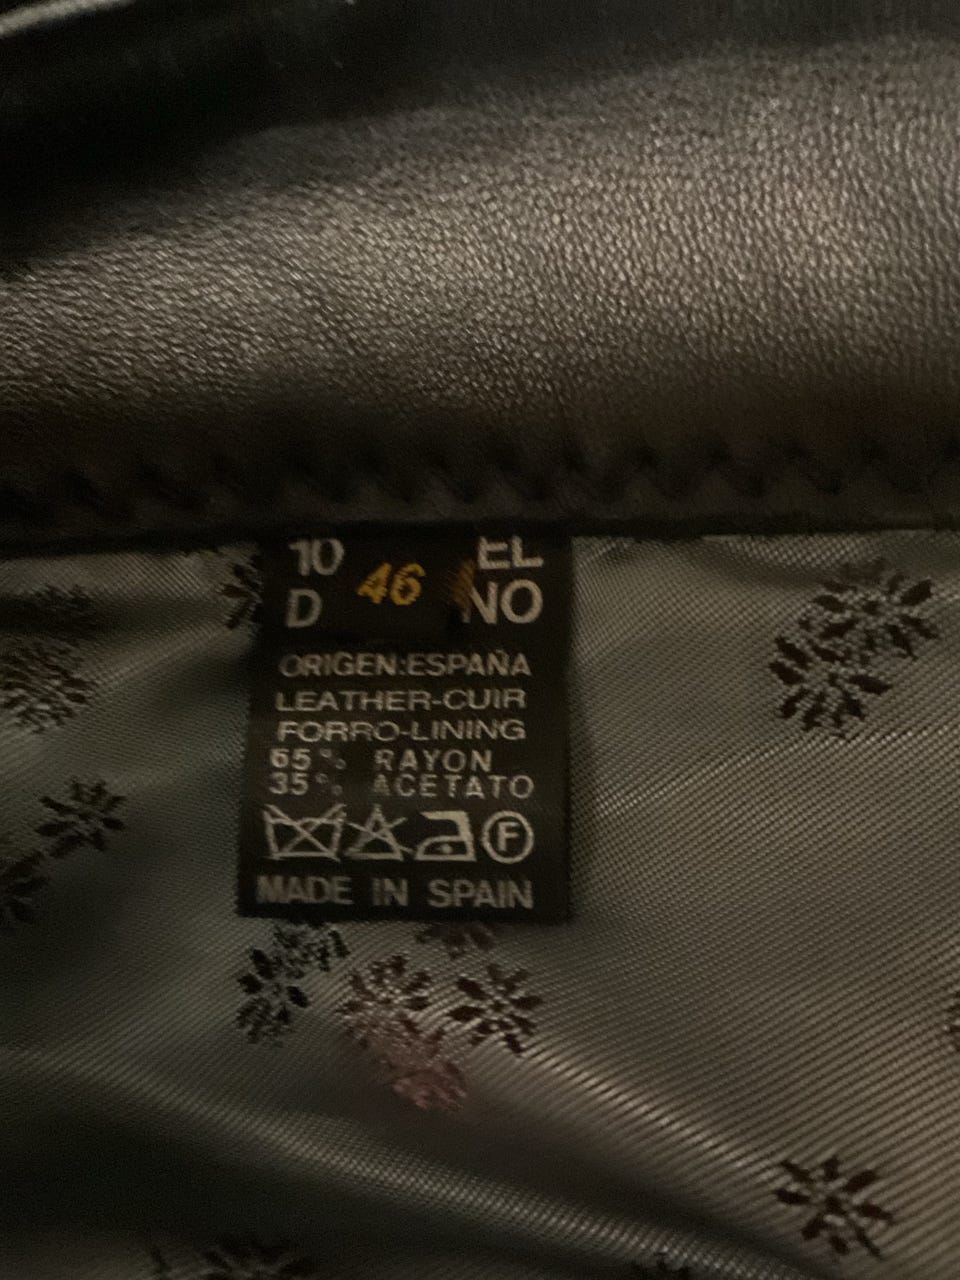 10 46 EL
D NO
ORIGEN:ESPAÑA
LEATHER-CUIR
FORRO-LINING
65% RAYON
35% ACETATO
F
MADE IN SPAIN